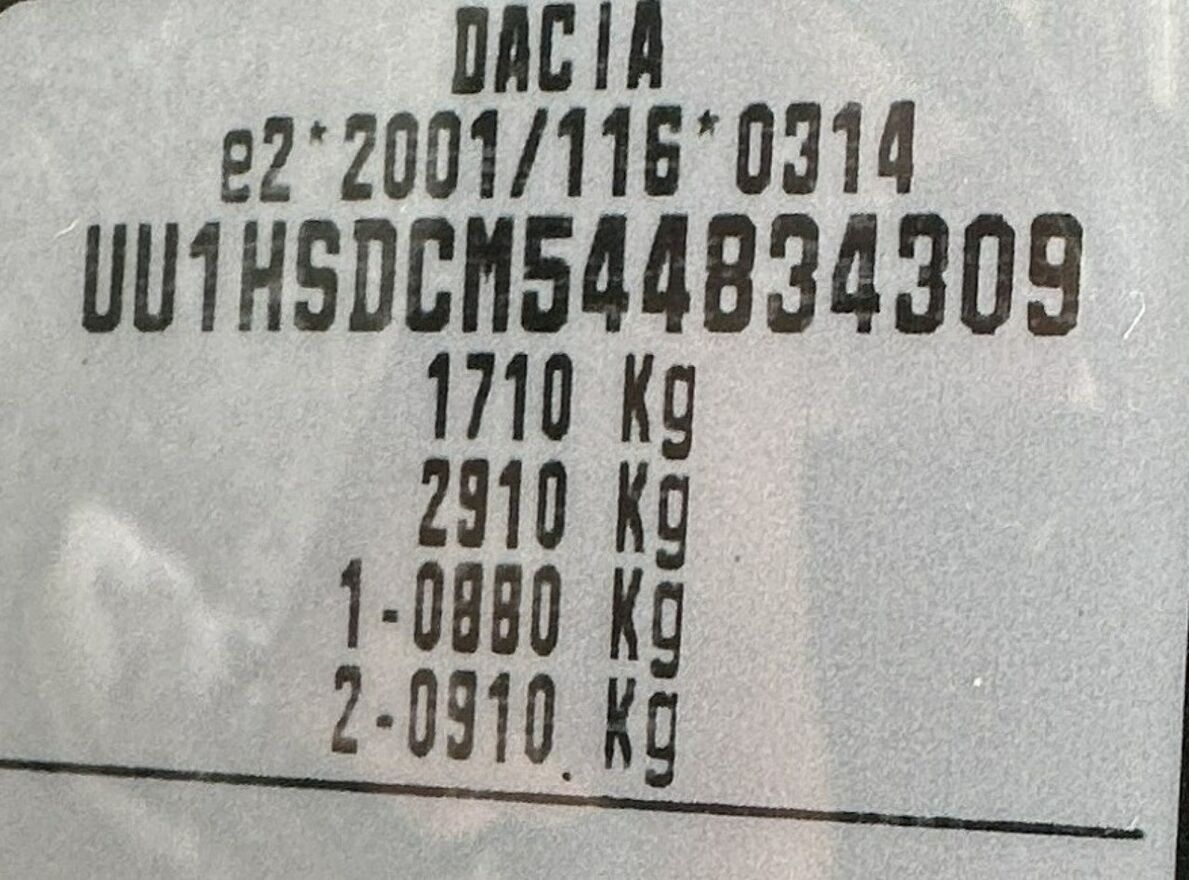 DACIA
e2*2001/116*0314
UU1HSDCM544834309
1710 Kg
2910 Kg
1-0880 Kg
2-0910 Kg